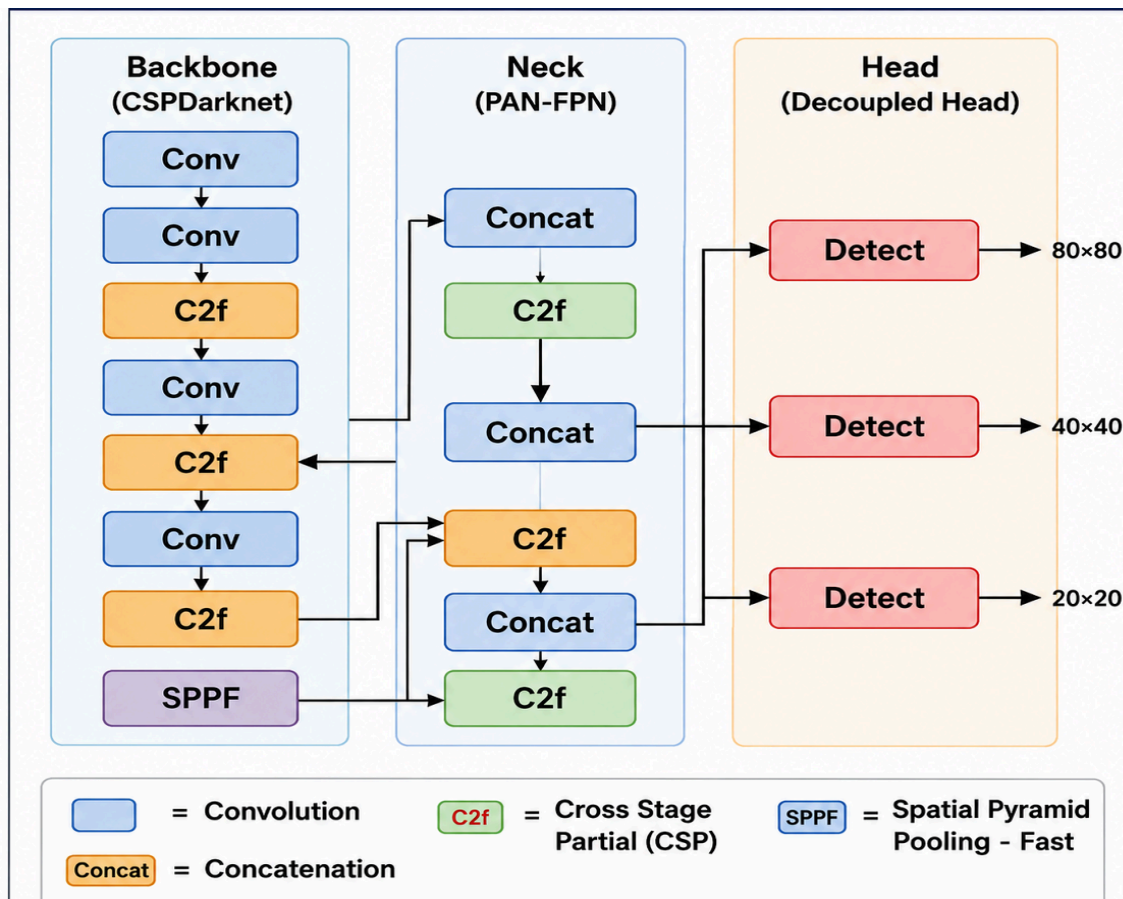 Backbone
(CSPDarknet)
Conv
Conv
C2f
Conv
C2f
Conv
C2f
SPPF
Neck
(PAN-FPN)
Concat
C2f
Concat
C2f
Concat
C2f
Head
(Decoupled Head)
Detect
80×80
Detect
40×40
Detect
20×20
= Convolution
Concat = Concatenation
C2f = Cross Stage
Partial (CSP)
SPPF = Spatial Pyramid
Pooling - Fast